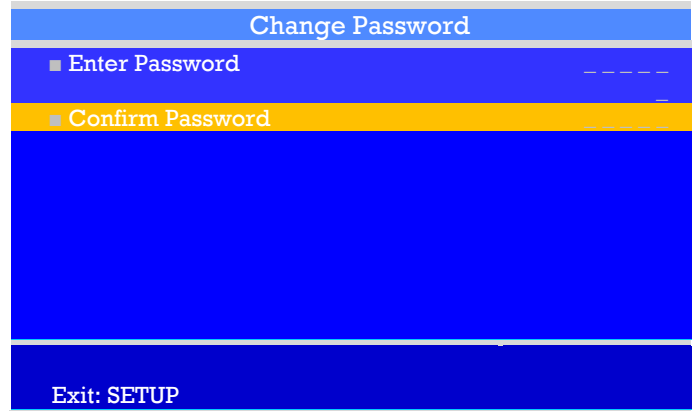 Change Password
■ Enter Password _ _ _ _ _
_
■ Confirm Password
Exit: SETUP